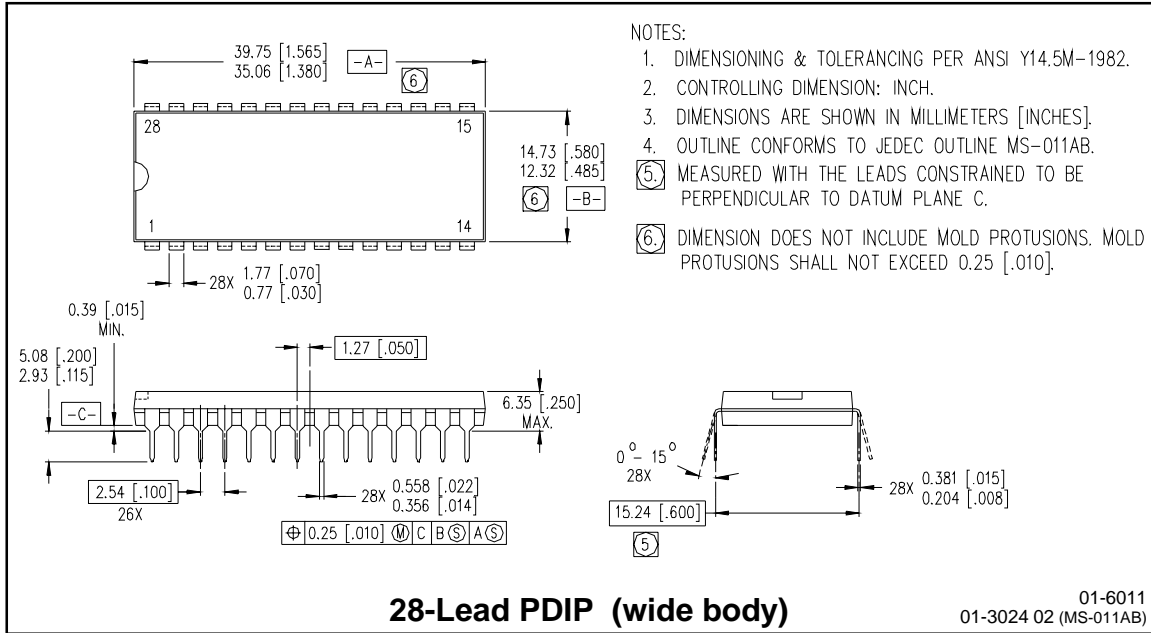 39.75 [1.565]
35.06 [1.380]
-A-
6
28
15
1
14
14.73 [.580]
12.32 [.485]
6
-B-
28X 1.77 [.070]
0.77 [.030]
NOTES:
1. DIMENSIONING & TOLERANCING PER ANSI Y14.5M-1982.
2. CONTROLLING DIMENSION: INCH.
3. DIMENSIONS ARE SHOWN IN MILLIMETERS [INCHES].
4. OUTLINE CONFORMS TO JEDEC OUTLINE MS-011AB.
5. MEASURED WITH THE LEADS CONSTRAINED TO BE
PERPENDICULAR TO DATUM PLANE C.
6. DIMENSION DOES NOT INCLUDE MOLD PROTUSIONS. MOLD
PROTUSIONS SHALL NOT EXCEED 0.25 [.010].
0.39 [.015]
MIN.
5.08 [.200]
2.93 [.115]
-C-
1.27 [.050]
6.35 [.250]
MAX.
2.54 [.100]
26X
28X 0.558 [.022]
0.356 [.014]
⌖ 0.25 [.010] Ⓜ C B Ⓢ A Ⓢ
0° - 15°
28X
15.24 [.600]
5
28X 0.381 [.015]
0.204 [.008]
28-Lead PDIP (wide body)
01-6011
01-3024 02 (MS-011AB)